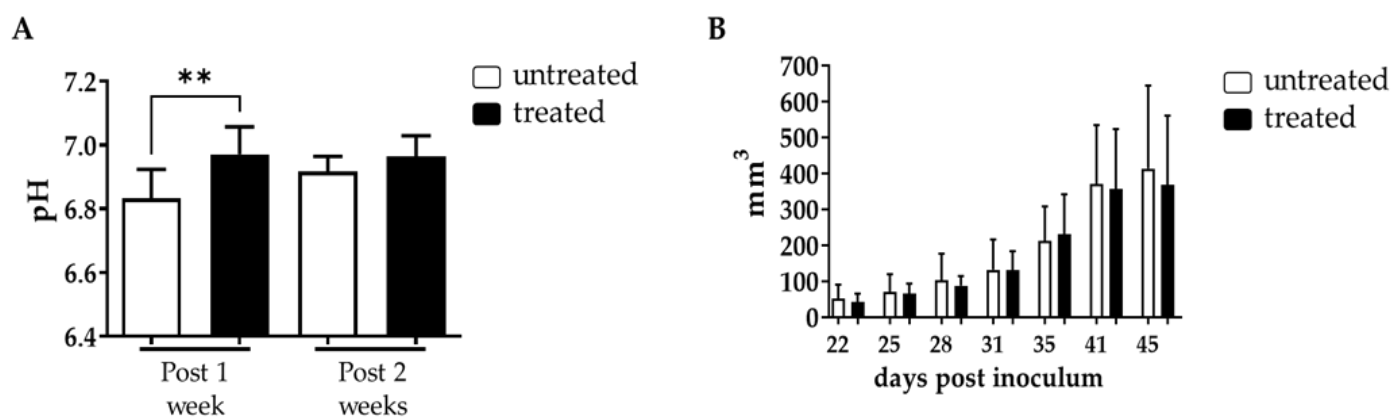 A
pH
7.2
7.0
6.8
6.6
6.4
**
untreated
treated
Post 1
week
Post 2
weeks
B
mm³
700
600
500
400
300
200
100
0
22 25 28 31 35 41 45
days post inoculum
untreated
treated